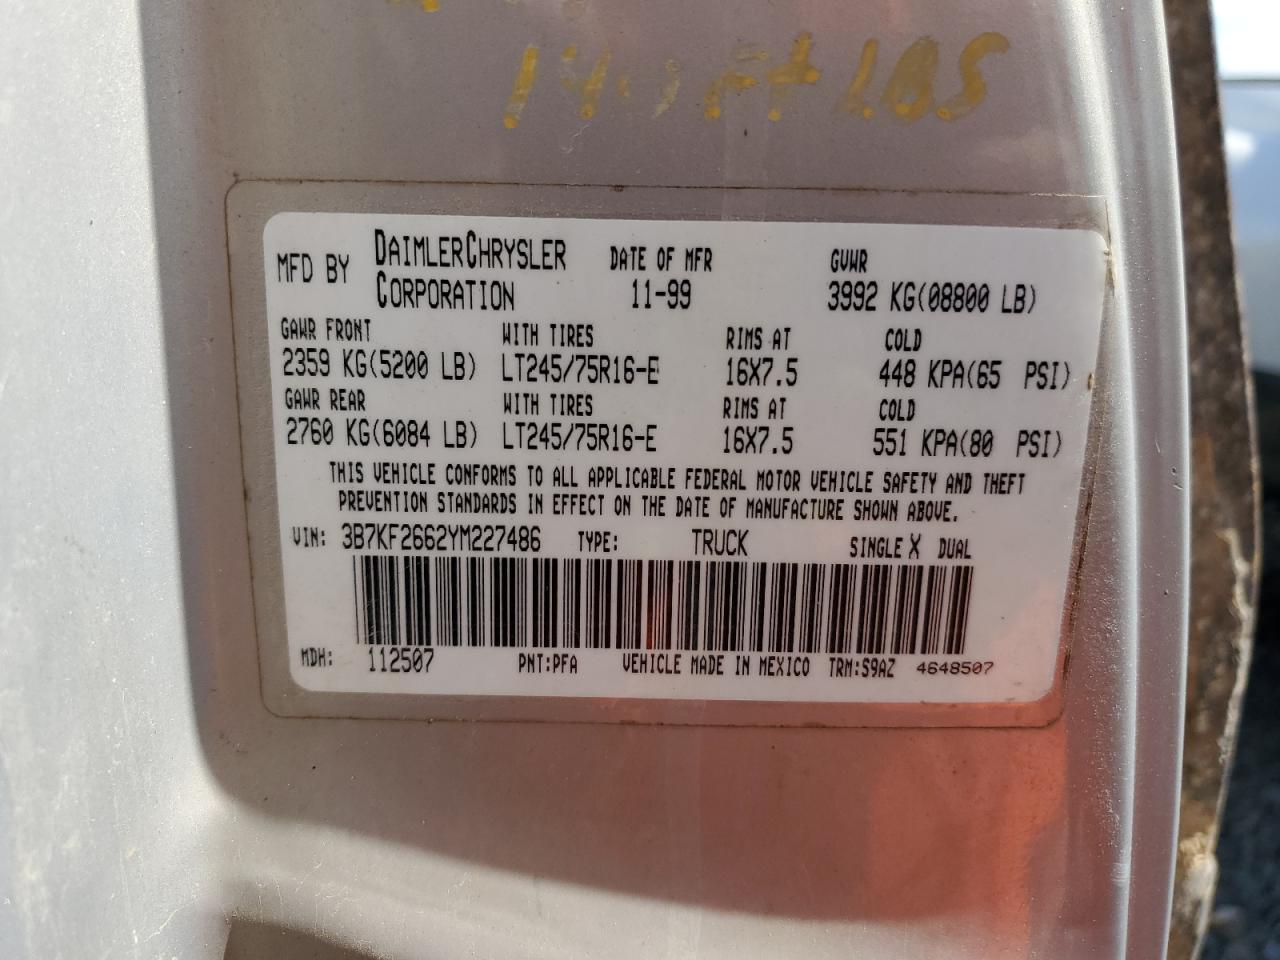 FT LBS
MFD BY DAIMLERCHRYSLER CORPORATION DATE OF MFR GVWR
11-99 3992 KG(08800 LB)
GAWR FRONT WITH TIRES RIMS AT COLD
2359 KG(5200 LB) LT245/75R16-E 16X7.5 448 KPA(65 PSI)
GAWR REAR WITH TIRES RIMS AT COLD
2760 KG(6084 LB) LT245/75R16-E 16X7.5 551 KPA(80 PSI)
THIS VEHICLE CONFORMS TO ALL APPLICABLE FEDERAL MOTOR VEHICLE SAFETY AND THEFT
PREVENTION STANDARDS IN EFFECT ON THE DATE OF MANUFACTURE SHOWN ABOVE.
VIN: 3B7KF2662YM227486 TYPE: TRUCK SINGLE X DUAL
MDH: 112507 PNT:PFA VEHICLE MADE IN MEXICO TRM:S9AZ 4648507